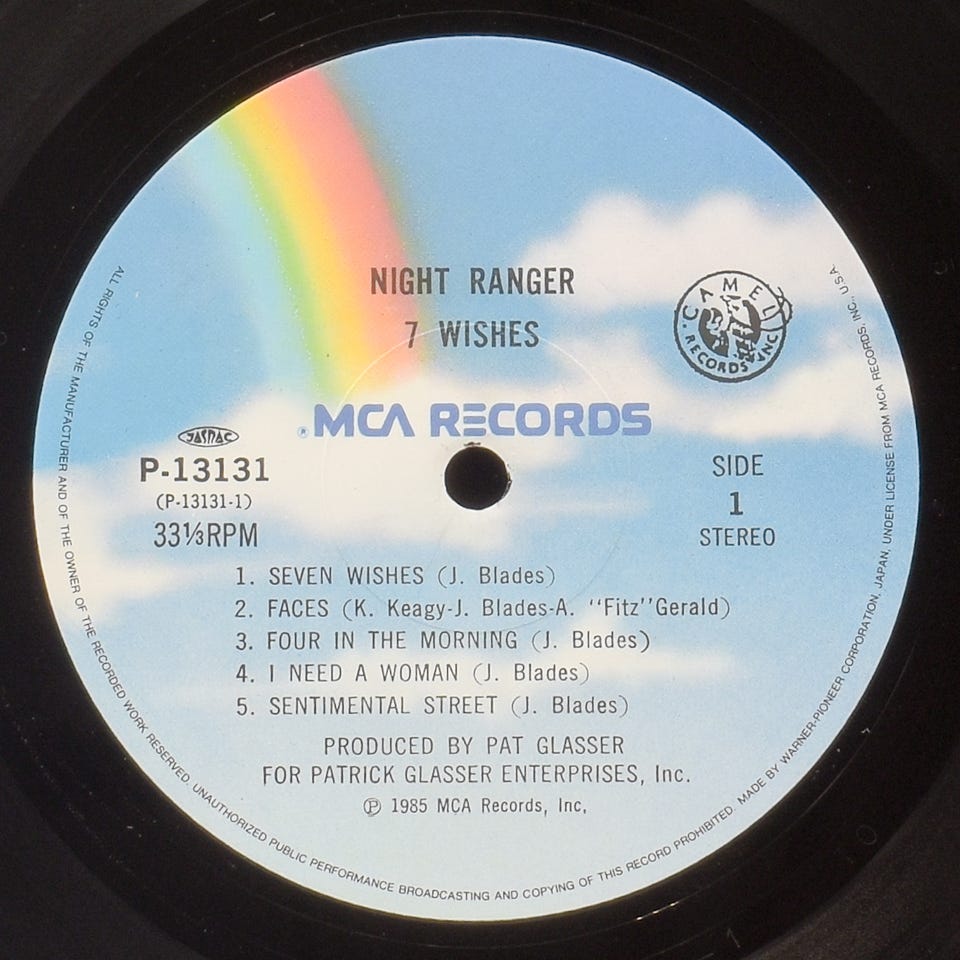 NIGHT RANGER
7 WISHES
CAMEL
RECORDS INC.
® MCA RECORDS
JASRAC
P-13131
(P-13131-1)
33⅓RPM
SIDE
1
STEREO
1. SEVEN WISHES (J. Blades)
2. FACES (K. Keagy-J. Blades-A. “Fitz”Gerald)
3. FOUR IN THE MORNING (J. Blades)
4. I NEED A WOMAN (J. Blades)
5. SENTIMENTAL STREET (J. Blades)
PRODUCED BY PAT GLASSER
FOR PATRICK GLASSER ENTERPRISES, Inc.
Ⓟ 1985 MCA Records, Inc,
ALL RIGHTS OF THE MANUFACTURER AND OF THE OWNER OF THE RECORDED WORK RESERVED. UNAUTHORIZED PUBLIC PERFORMANCE BROADCASTING AND COPYING OF THIS RECORD PROHIBITED. MADE BY WARNER-PIONEER CORPORATION, JAPAN, UNDER LICENSE FROM MCA RECORDS, INC., U.S.A.